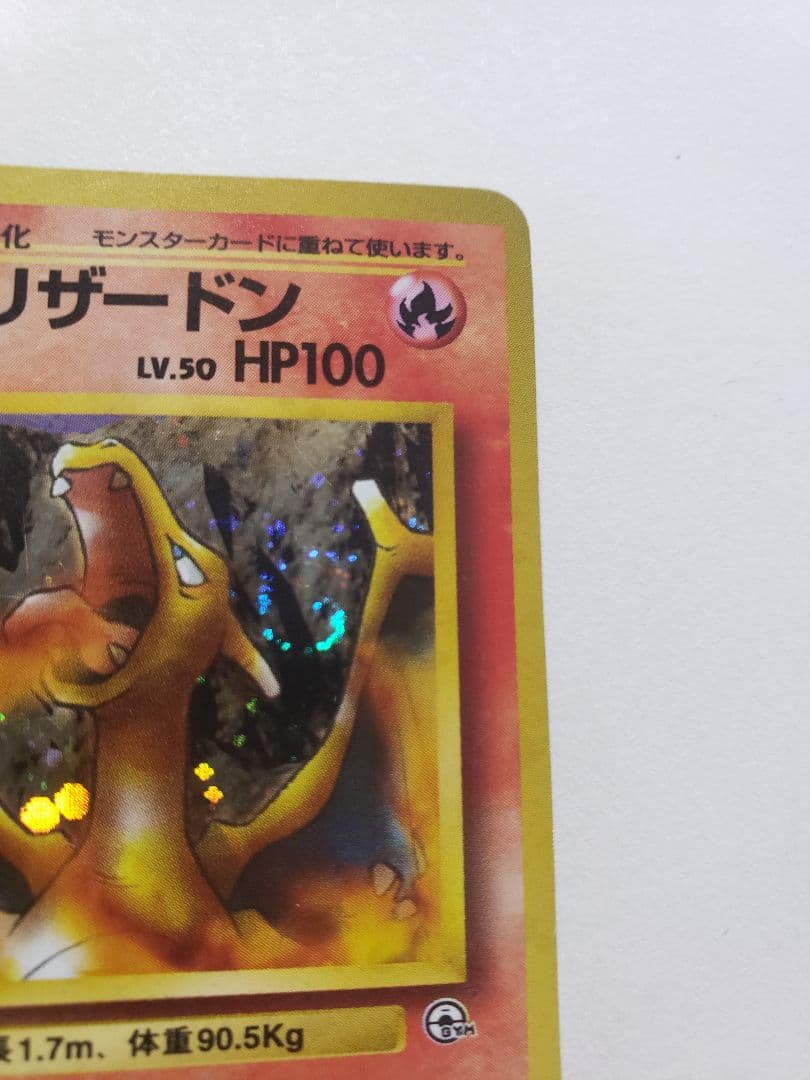 化 モンスターカードに重ねて使います。
リザードン
LV.50 HP100
長1.7m、体重90.5Kg
GYM